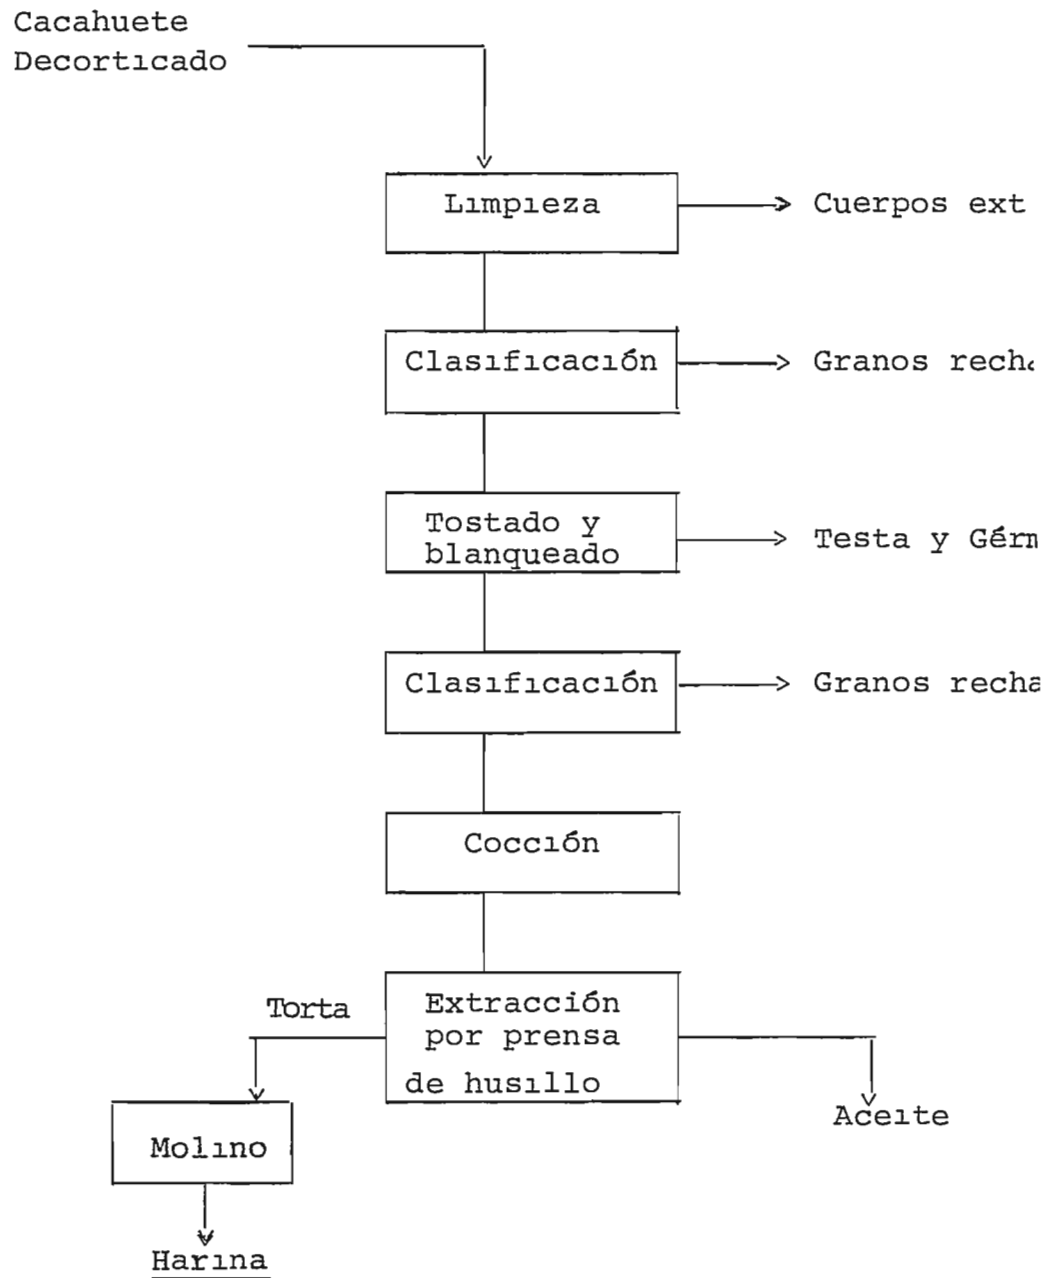 Cacahuete
Decorticado
Limpieza
Cuerpos ext
Clasificación
Granos rech
Tostado y
blanqueado
Testa y Gérm
Clasificación
Granos recha
Cocción
Torta
Extracción
por prensa
de husillo
Aceite
Molino
Harina